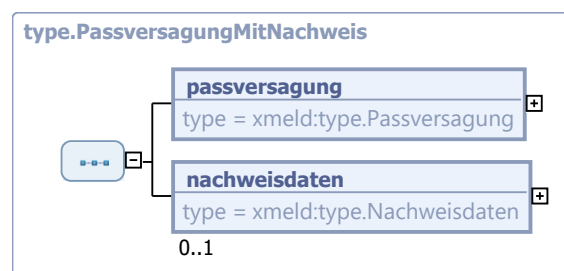 type.PassversagungMitNachweis
passversagung
type = xmeld:type.Passversagung
nachweisdaten
type = xmeld:type.Nachweisdaten
0..1